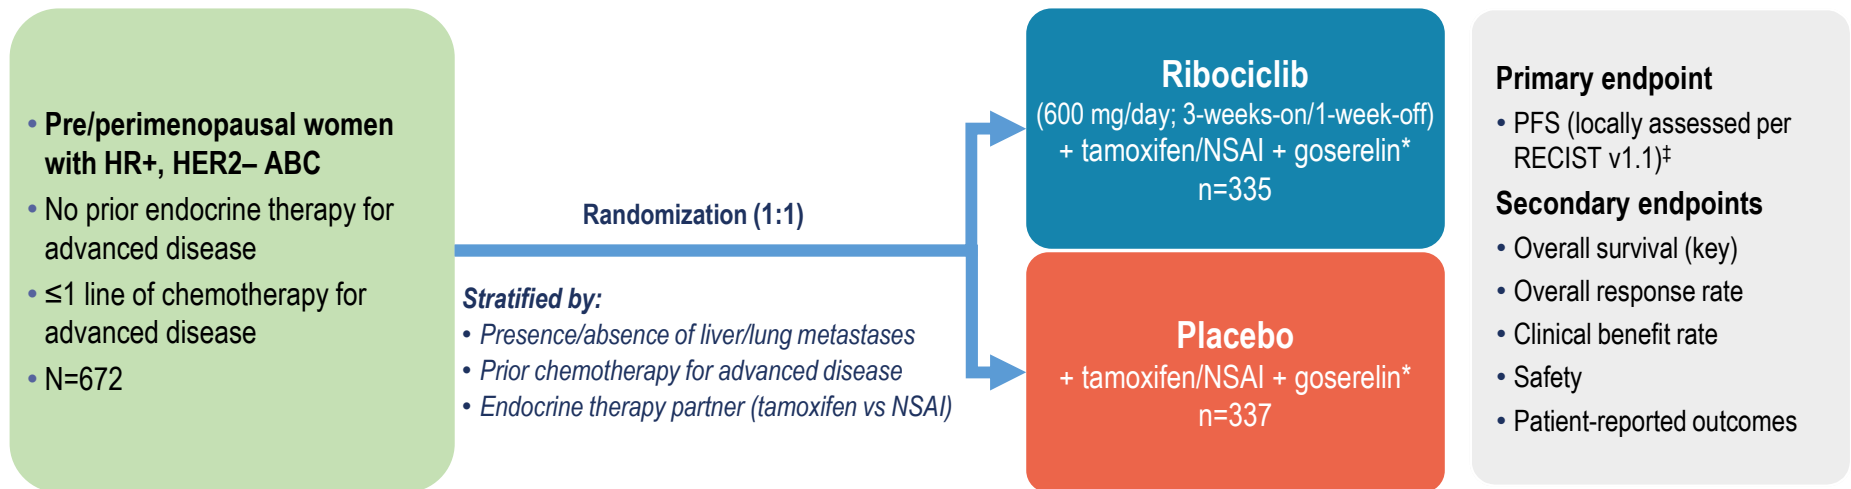 • Pre/perimenopausal women
with HR+, HER2– ABC
• No prior endocrine therapy for
advanced disease
• ≤1 line of chemotherapy for
advanced disease
• N=672
Randomization (1:1)
Stratified by:
• Presence/absence of liver/lung metastases
• Prior chemotherapy for advanced disease
• Endocrine therapy partner (tamoxifen vs NSAI)
Ribociclib
(600 mg/day; 3-weeks-on/1-week-off)
+ tamoxifen/NSAI + goserelin*
n=335
Placebo
+ tamoxifen/NSAI + goserelin*
n=337
Primary endpoint
• PFS (locally assessed per
RECIST v1.1)‡
Secondary endpoints
• Overall survival (key)
• Overall response rate
• Clinical benefit rate
• Safety
• Patient-reported outcomes